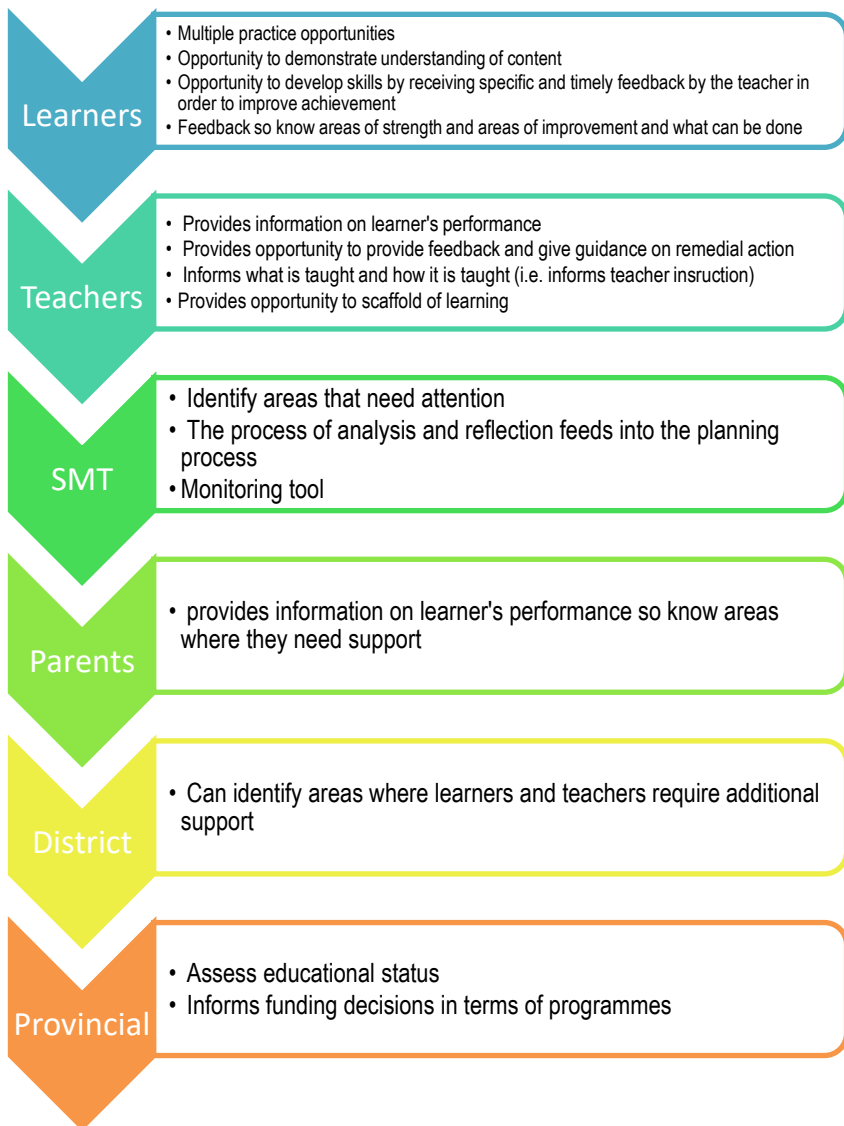 Learners
• Multiple practice opportunities
• Opportunity to demonstrate understanding of content
• Opportunity to develop skills by receiving specific and timely feedback by the teacher in
order to improve achievement
• Feedback so know areas of strength and areas of improvement and what can be done
Teachers
• Provides information on learner's performance
• Provides opportunity to provide feedback and give guidance on remedial action
• Informs what is taught and how it is taught (i.e. informs teacher insruction)
• Provides opportunity to scaffold of learning
SMT
• Identify areas that need attention
• The process of analysis and reflection feeds into the planning
process
• Monitoring tool
Parents
• provides information on learner's performance so know areas
where they need support
District
• Can identify areas where learners and teachers require additional
support
Provincial
• Assess educational status
• Informs funding decisions in terms of programmes